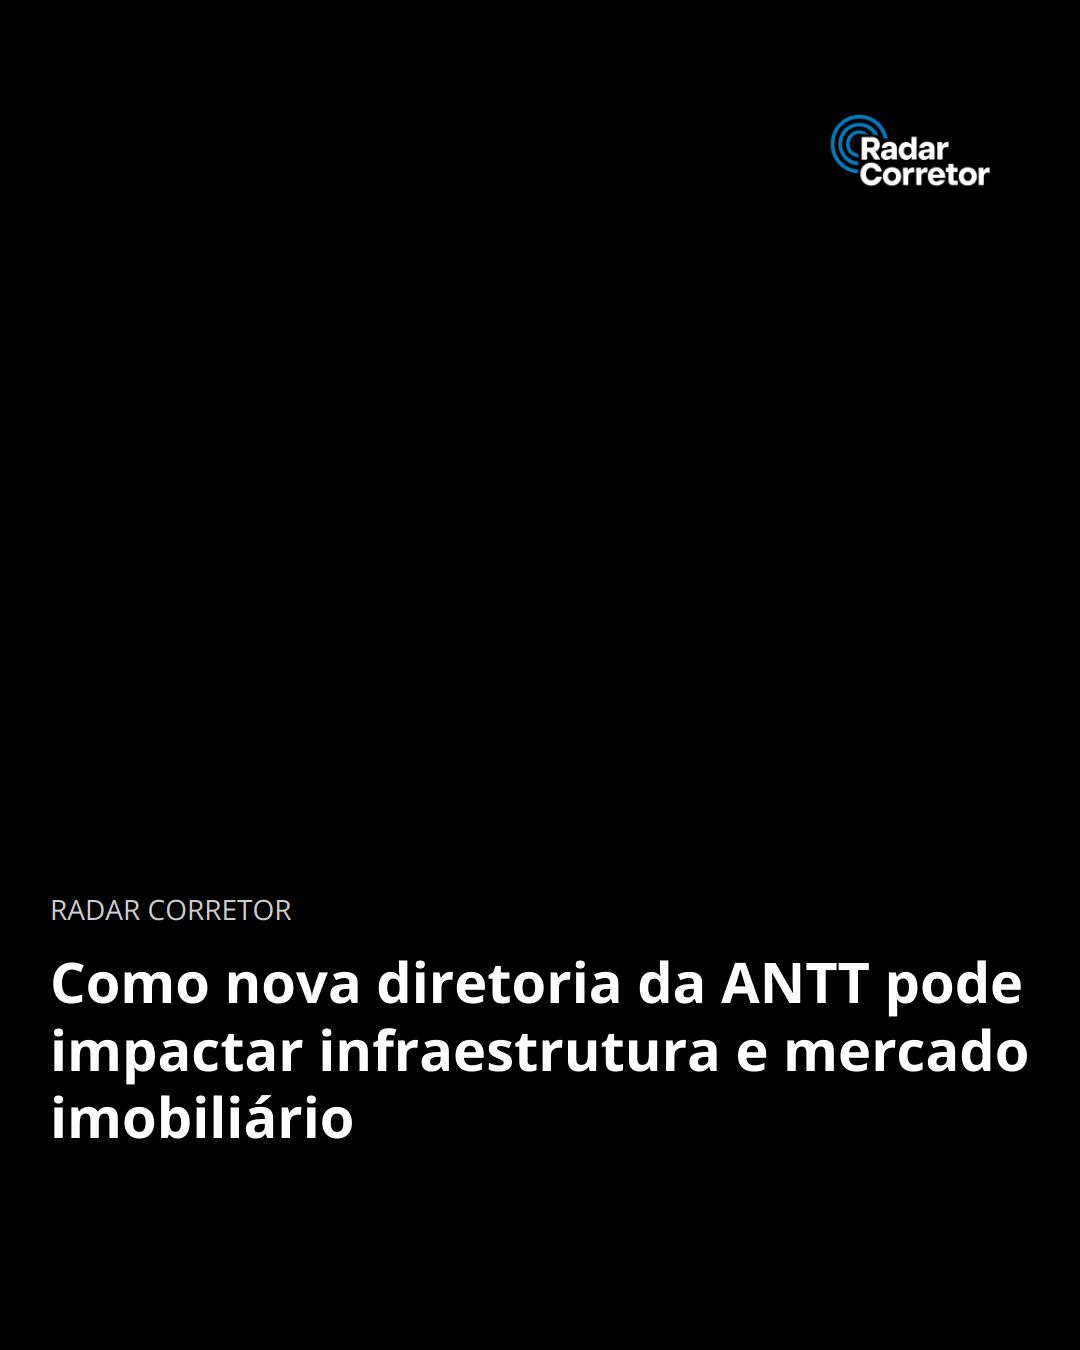 Radar
Corretor
RADAR CORRETOR
Como nova diretoria da ANTT pode
impactar infraestrutura e mercado
imobiliário